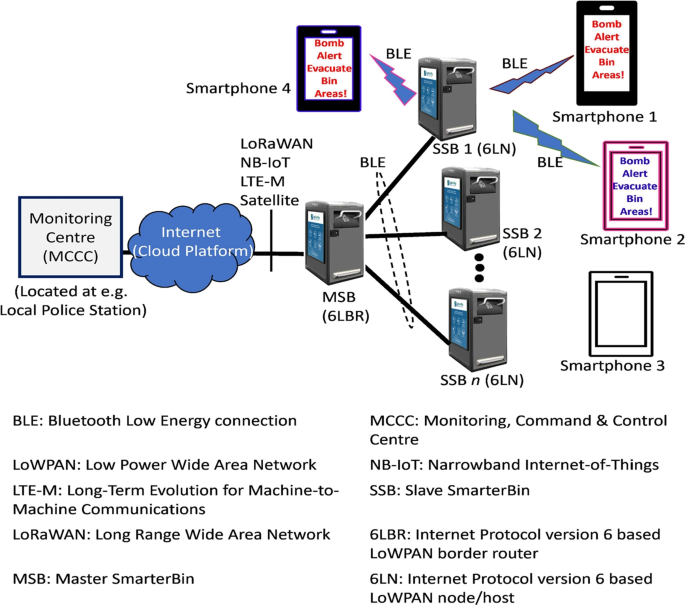 Bomb
Alert
Evacuate
Bin
Areas!
Smartphone 4
BLE
SSB 1 (6LN)
BLE
Bomb
Alert
Evacuate
Bin
Areas!
Smartphone 1
BLE
Bomb
Alert
Evacuate
Bin
Areas!
Smartphone 2
LoRaWAN
NB-IoT
LTE-M
Satellite
BLE
Monitoring
Centre
(MCCC)
(Located at e.g.
Local Police Station)
Internet
(Cloud Platform)
MSB
(6LBR)
SSB 2
(6LN)
SSB n (6LN)
Smartphone 3
BLE: Bluetooth Low Energy connection
LoWPAN: Low Power Wide Area Network
LTE-M: Long-Term Evolution for Machine-to-
Machine Communications
LoRaWAN: Long Range Wide Area Network
MSB: Master SmarterBin
MCCC: Monitoring, Command & Control
Centre
NB-IoT: Narrowband Internet-of-Things
SSB: Slave SmarterBin
6LBR: Internet Protocol version 6 based
LoWPAN border router
6LN: Internet Protocol version 6 based
LoWPAN node/host